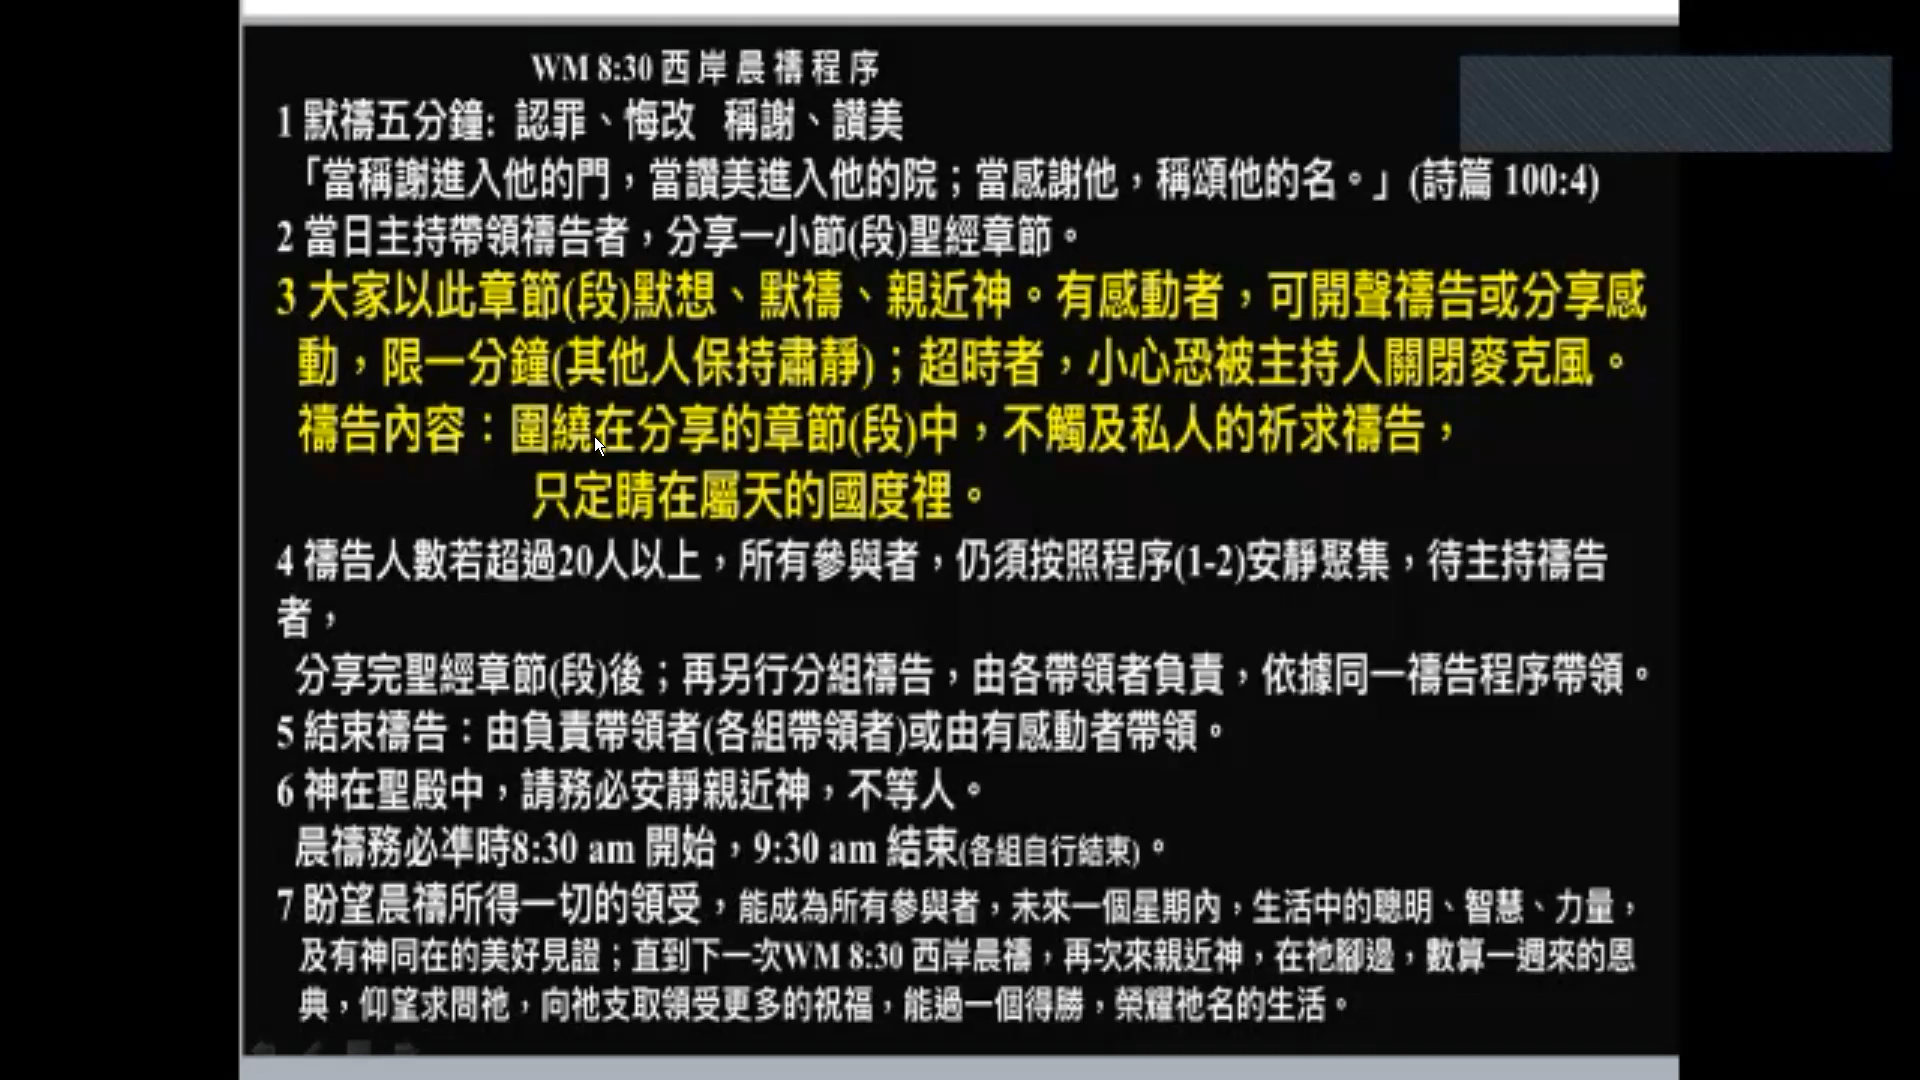 WM 8:30 西岸晨禱程序
1 默禱五分鐘: 認罪、悔改 稱謝、讚美
「當稱謝進入他的門，當讚美進入他的院；當感謝他，稱頌他的名。」(詩篇 100:4)
2 當日主持帶領禱告者，分享一小節(段)聖經章節。
3 大家以此章節(段)默想、默禱、親近神。有感動者，可開聲禱告或分享感
動，限一分鐘(其他人保持肅靜)；超時者，小心恐被主持人關閉麥克風。
禱告內容：圍繞在分享的章節(段)中，不觸及私人的祈求禱告，
只定睛在屬天的國度裡。
4 禱告人數若超過20人以上，所有參與者，仍須按照程序(1-2)安靜聚集，待主持禱告
者，
分享完聖經章節(段)後；再另行分組禱告，由各帶領者負責，依據同一禱告程序帶領。
5 結束禱告：由負責帶領者(各組帶領者)或由有感動者帶領。
6 神在聖殿中，請務必安靜親近神，不等人。
晨禱務必準時8:30 am 開始，9:30 am 結束(各組自行結束)。
7 盼望晨禱所得一切的領受，能成為所有參與者，未來一個星期內，生活中的聰明、智慧、力量，
及有神同在的美好見證；直到下一次WM 8:30 西岸晨禱，再次來親近神，在祂腳邊，數算一週來的恩
典，仰望求問祂，向祂支取領受更多的祝福，能過一個得勝，榮耀祂名的生活。